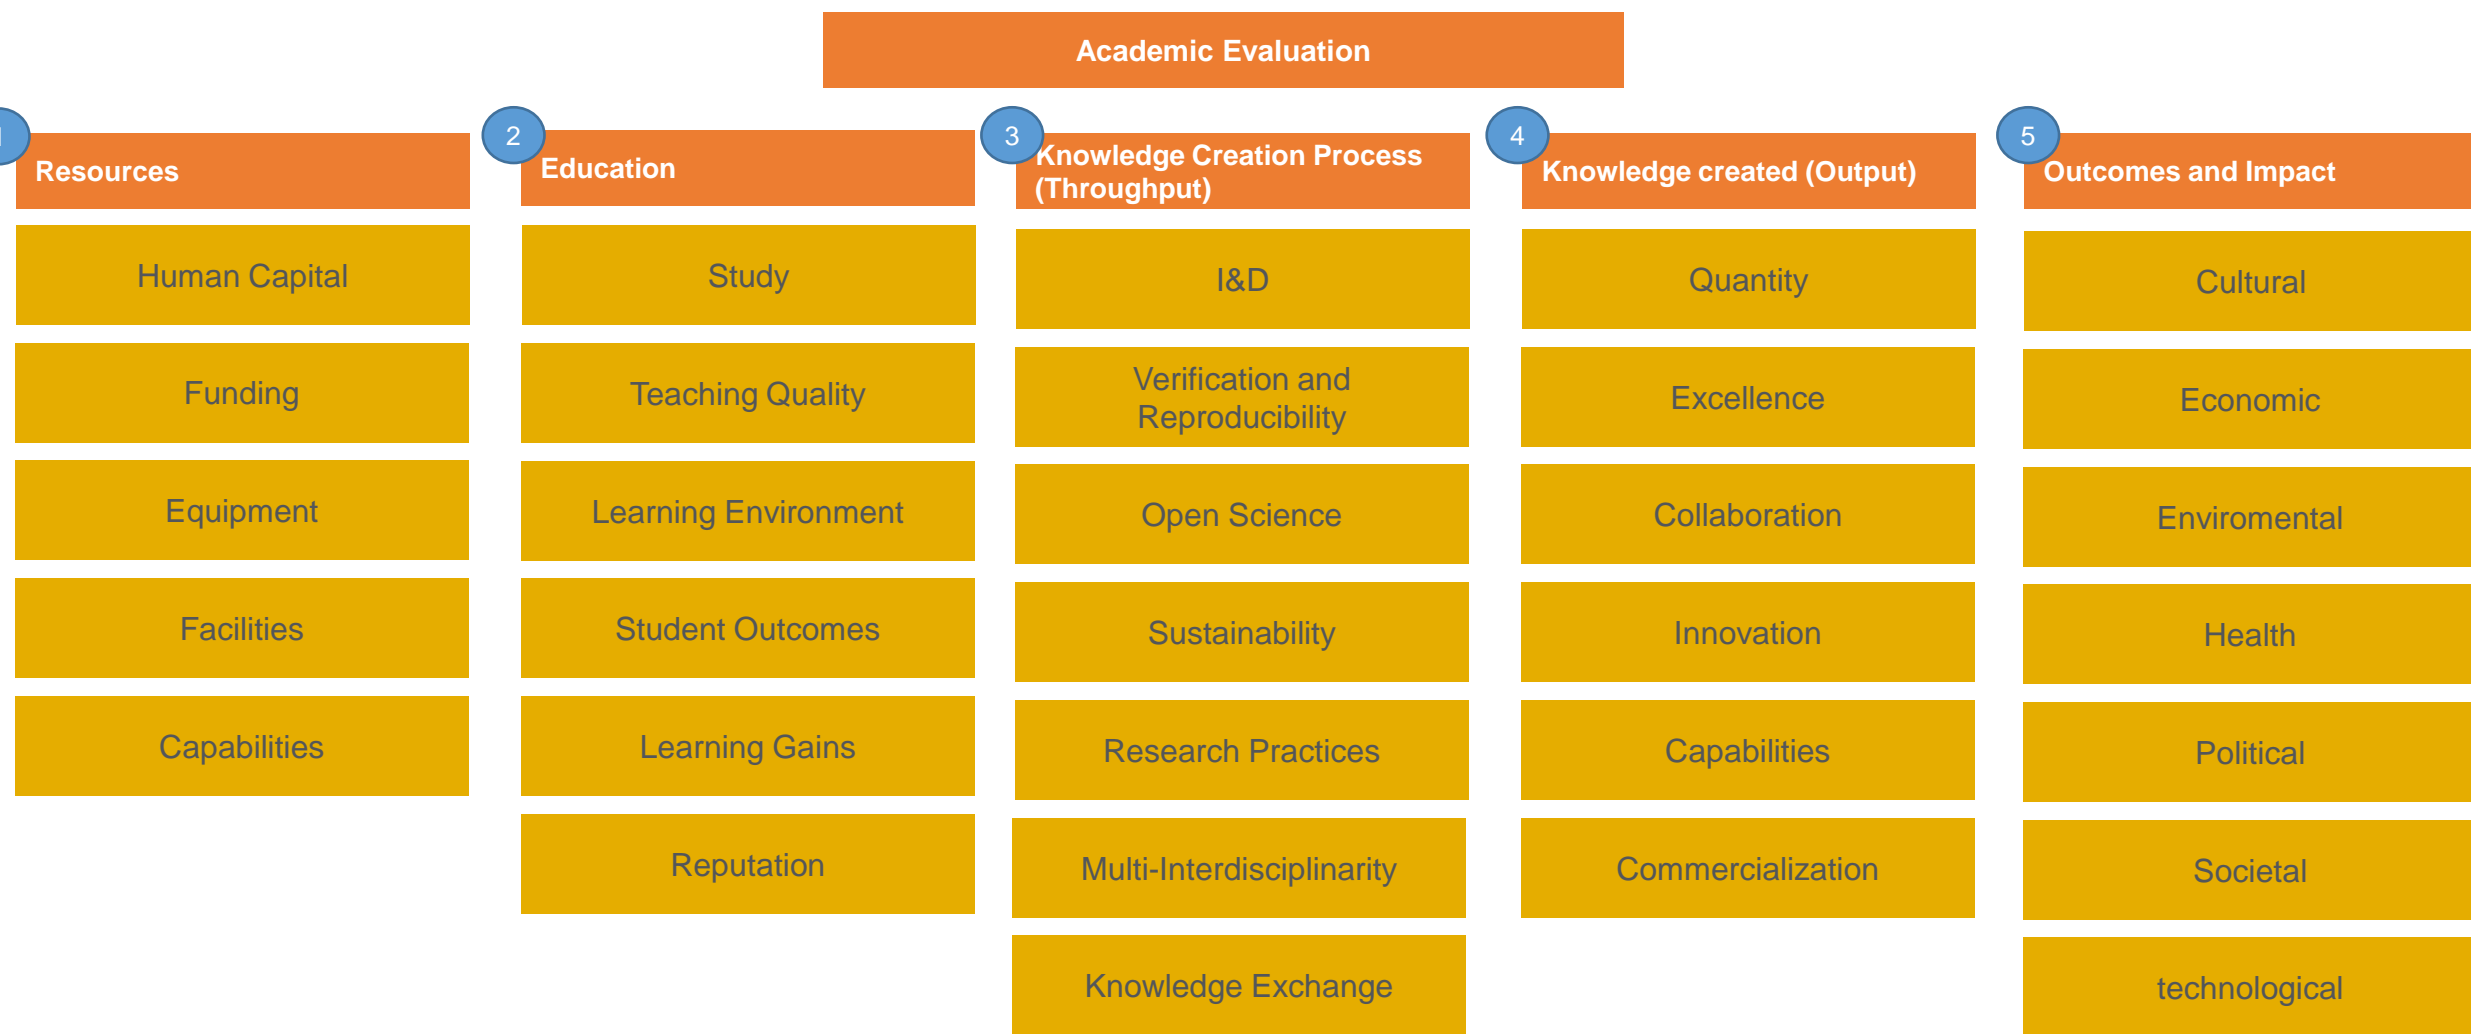 Academic Evaluation
1
Resources
Human Capital
Funding
Equipment
Facilities
Capabilities
2
Education
Study
Teaching Quality
Learning Environment
Student Outcomes
Learning Gains
Reputation
3
Knowledge Creation Process
(Throughput)
I&D
Verification and
Reproducibility
Open Science
Sustainability
Research Practices
Multi-Interdisciplinarity
Knowledge Exchange
4
Knowledge created (Output)
Quantity
Excellence
Collaboration
Innovation
Capabilities
Commercialization
5
Outcomes and Impact
Cultural
Economic
Enviromental
Health
Political
Societal
technological